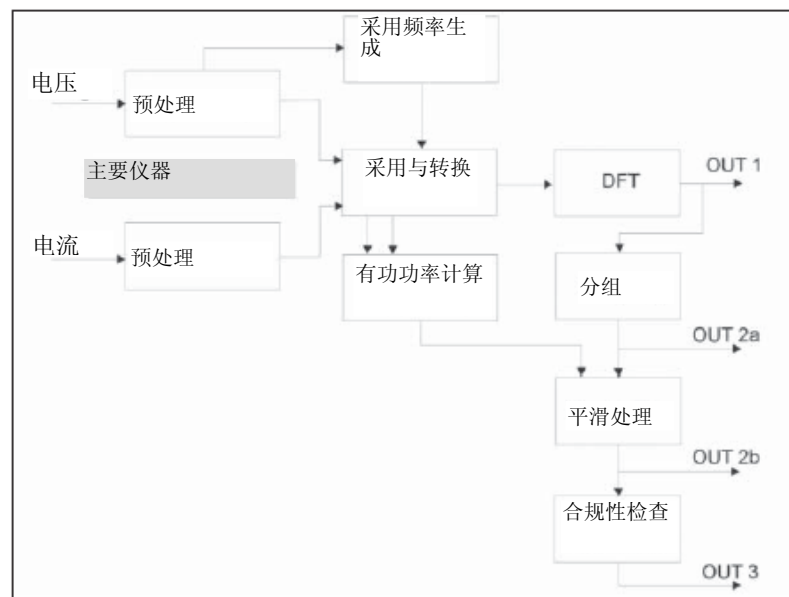 采用频率生
成
电压
预处理
主要仪器
采用与转换
DFT
OUT 1
电流
预处理
有功功率计算
分组
OUT 2a
平滑处理
OUT 2b
合规性检查
OUT 3